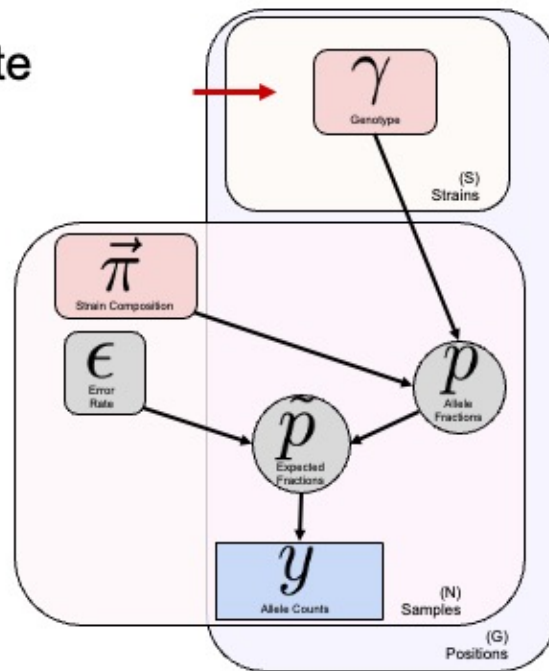 te
γ
Genotype
(S)
Strains
π⃗
Strain Composition
ϵ
Error
Rate
p
Allele
Fractions
p̃
Expected
Fractions
y
Allele Counts
(N)
Samples
(G)
Positions